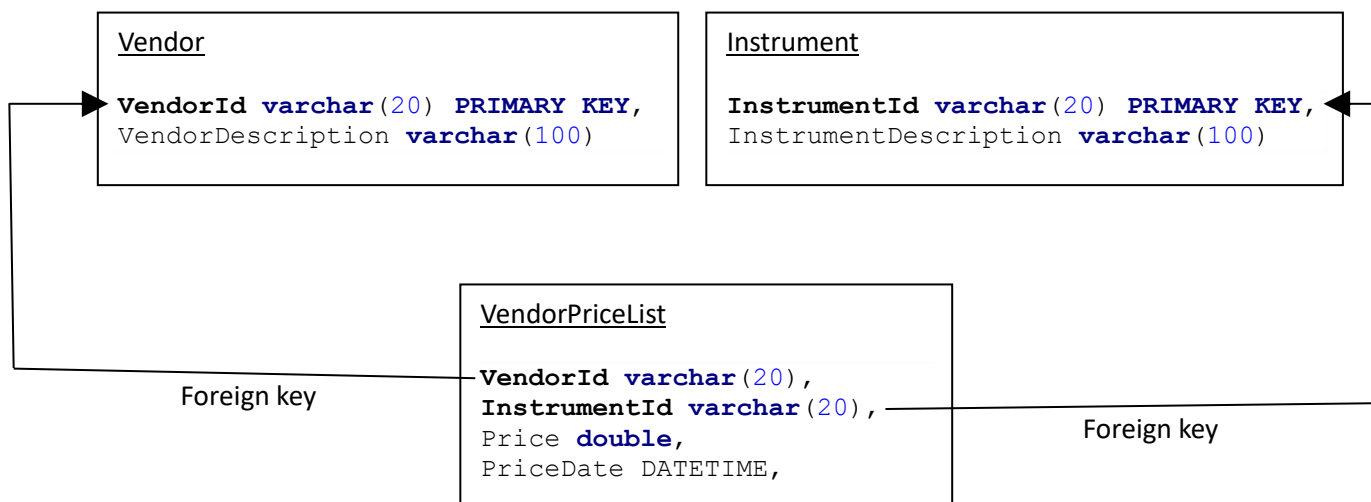 Vendor
VendorId varchar(20) PRIMARY KEY,
VendorDescription varchar(100)
Instrument
InstrumentId varchar(20) PRIMARY KEY,
InstrumentDescription varchar(100)
VendorPriceList
VendorId varchar(20),
InstrumentId varchar(20),
Price double,
PriceDate DATETIME,
Foreign key
Foreign key